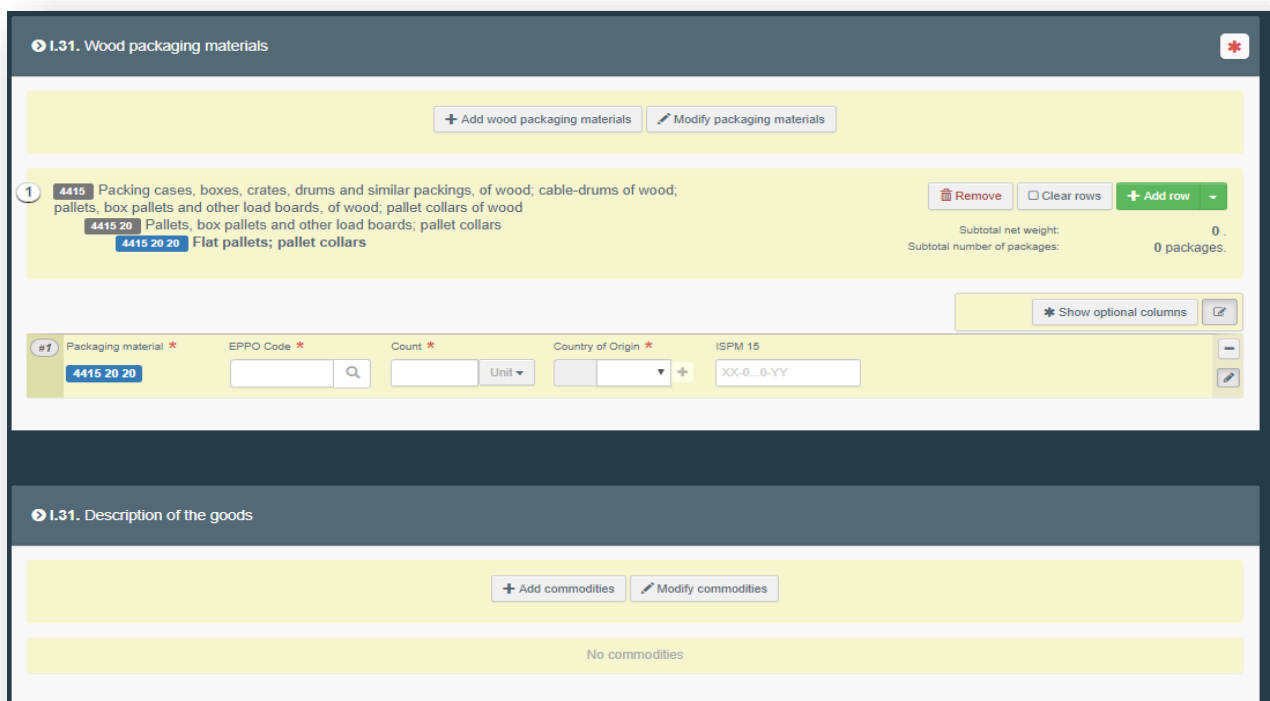 I.31. Wood packaging materials
Add wood packaging materials Modify packaging materials
1 4415 Packing cases, boxes, crates, drums and similar packings, of wood; cable-drums of wood;
pallets, box pallets and other load boards, of wood; pallet collars of wood
4415 20 Pallets, box pallets and other load boards; pallet collars
4415 20 20 Flat pallets; pallet collars
Remove Clear rows Add row
Subtotal net weight: 0 .
Subtotal number of packages: 0 packages.
Show optional columns
#1 Packaging material * EPPO Code * Count * Country of Origin * ISPM 15
4415 20 20 Unit XX-0...0-YY
I.31. Description of the goods
Add commodities Modify commodities
No commodities